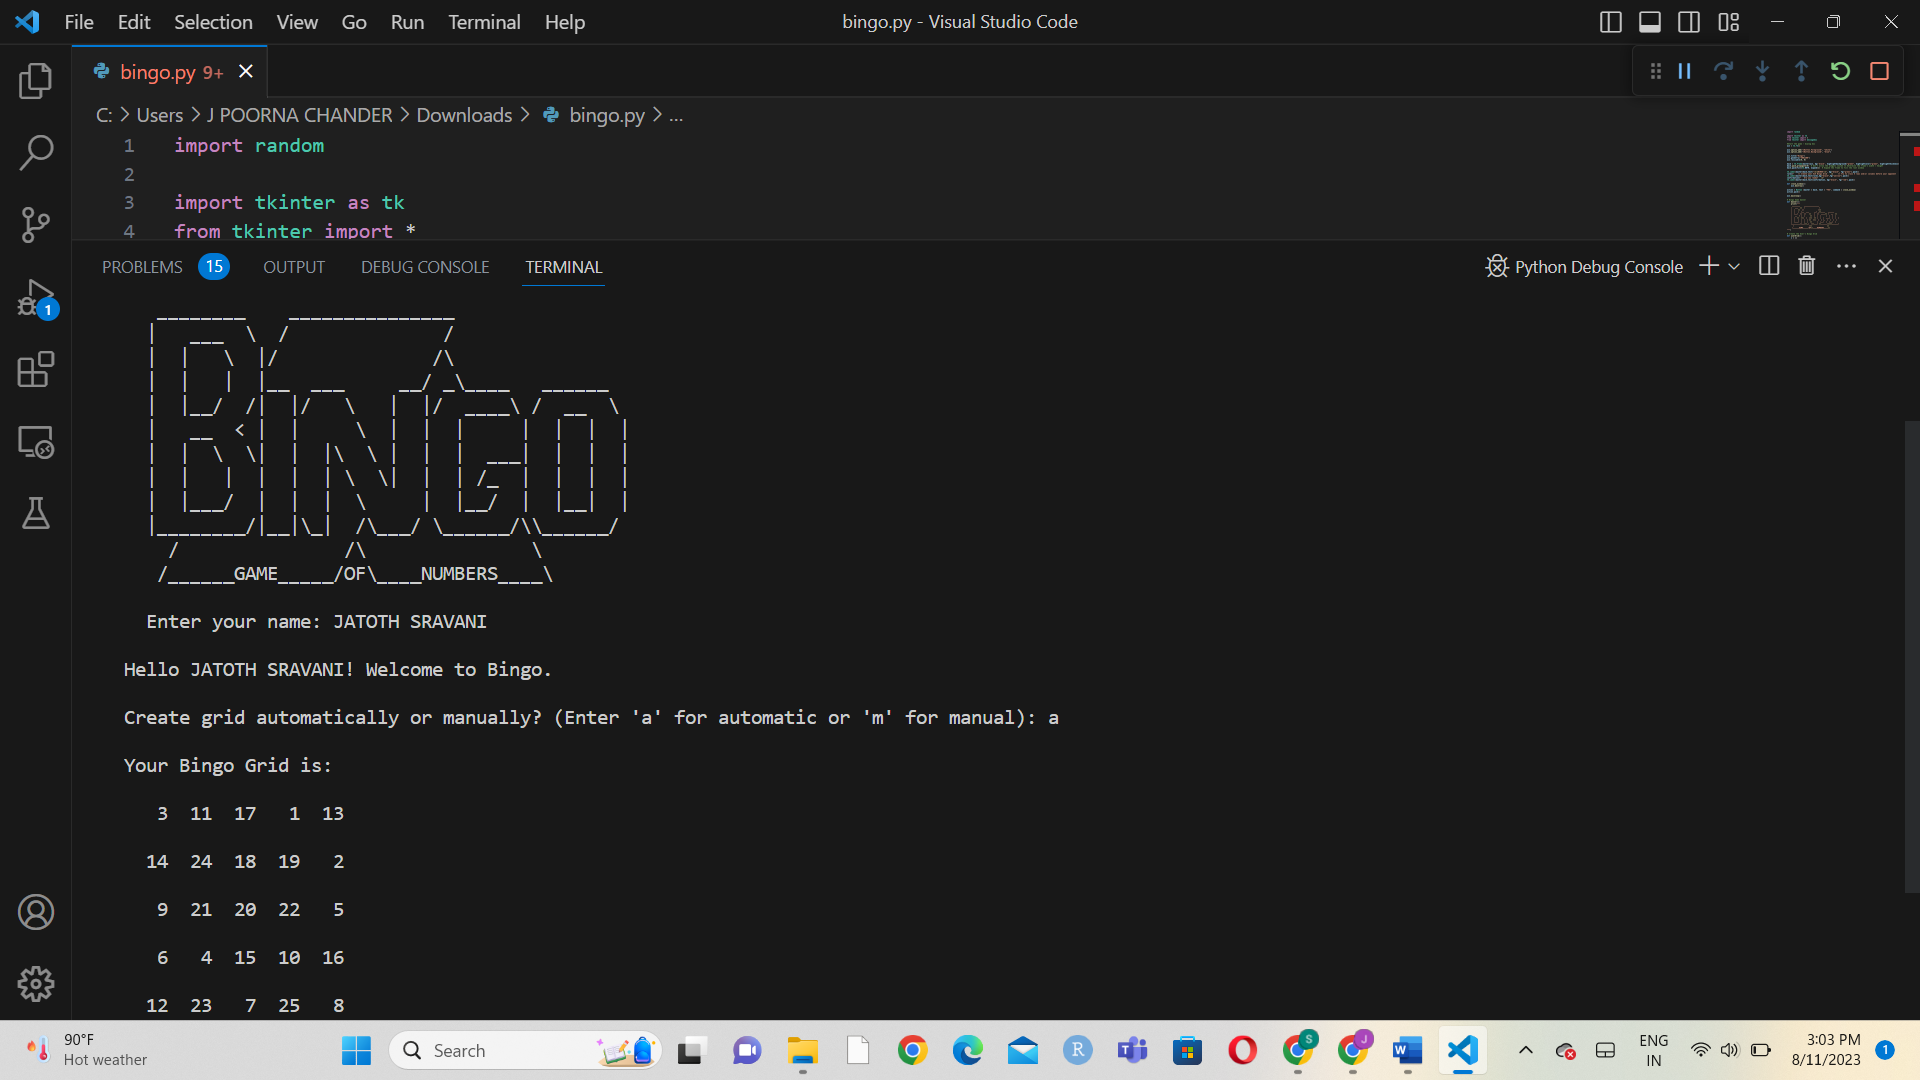 File Edit Selection View Go Run Terminal Help
bingo.py - Visual Studio Code
bingo.py 9+
C: > Users > J POORNA CHANDER > Downloads > bingo.py > ...
1 import random
2
3 import tkinter as tk
4 from tkinter import *
PROBLEMS 15 OUTPUT DEBUG CONSOLE TERMINAL
Python Debug Console
1
BINGO
/______GAME_____/OF\____NUMBERS____\
Enter your name: JATOTH SRAVANI
Hello JATOTH SRAVANI! Welcome to Bingo.
Create grid automatically or manually? (Enter 'a' for automatic or 'm' for manual): a
Your Bingo Grid is:
3 11 17 1 13
14 24 18 19 2
9 21 20 22 5
6 4 15 10 16
12 23 7 25 8
90°F
Hot weather
Search
R
S
J
W
ENG
IN
3:03 PM
8/11/2023
1